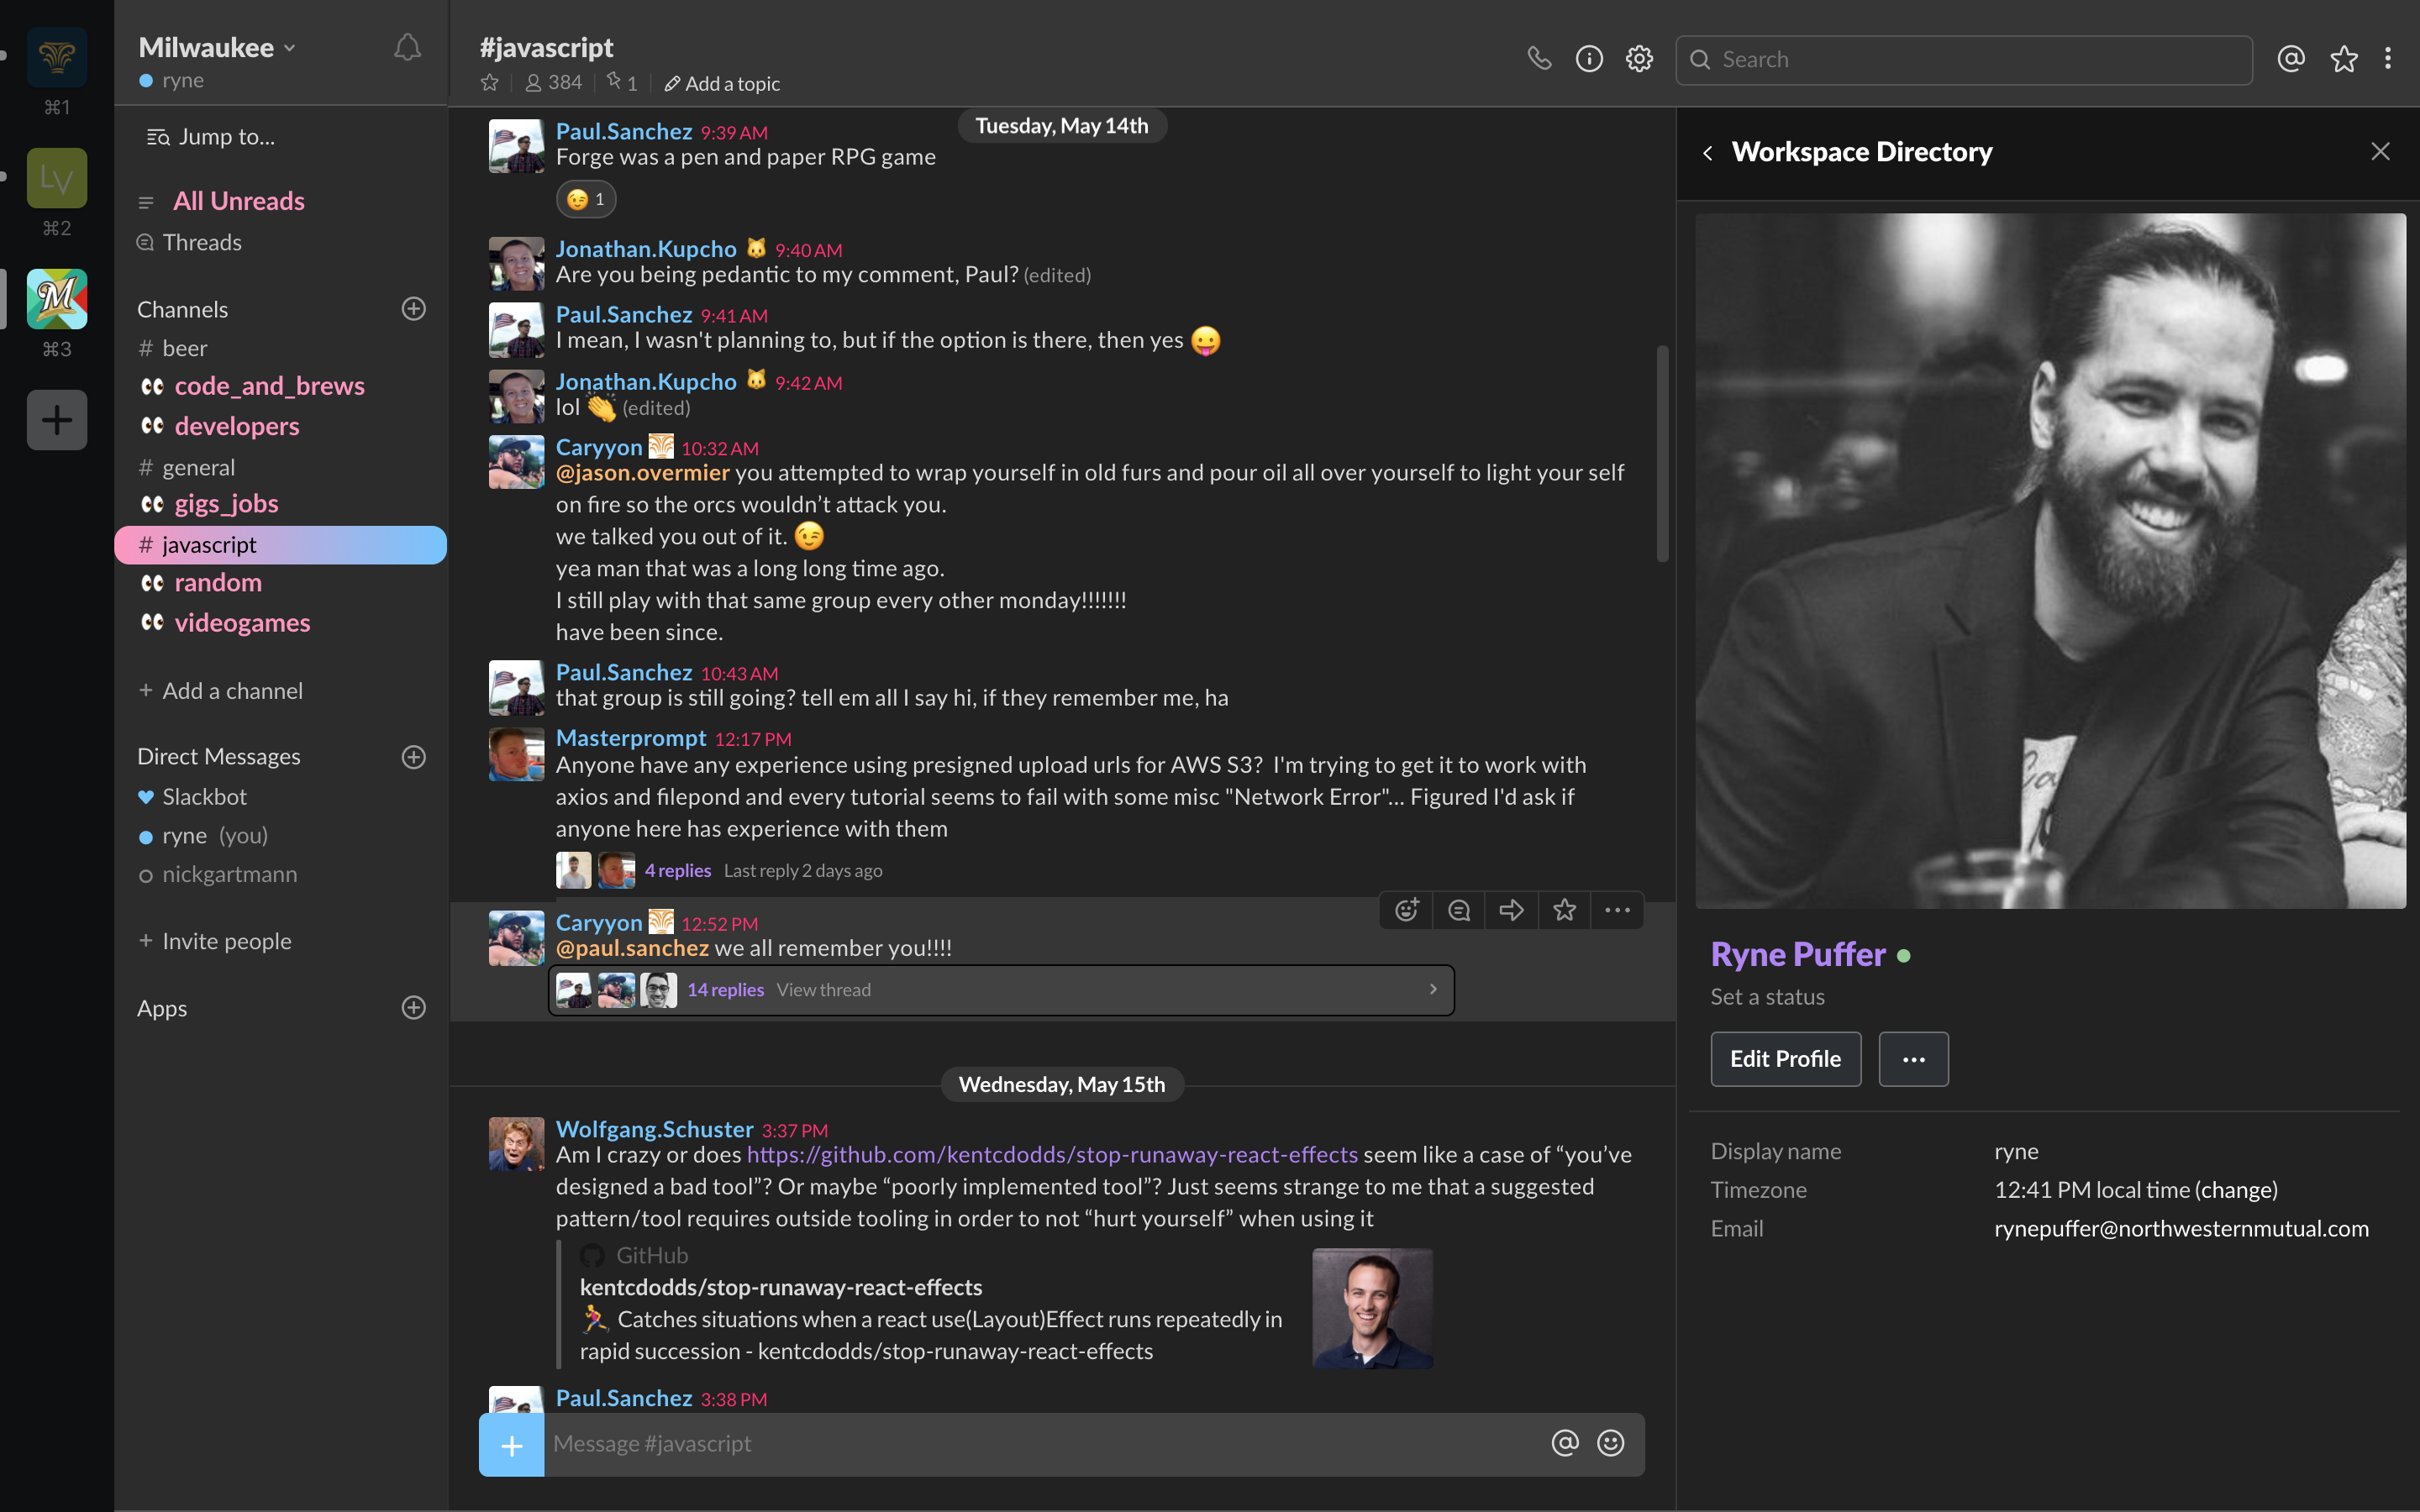 ⌘1
LV
⌘2
M
⌘3
Milwaukee
ryne
Jump to...
All Unreads
Threads
Channels
# beer
code_and_brews
developers
# general
gigs_jobs
# javascript
random
videogames
+ Add a channel
Direct Messages
Slackbot
ryne (you)
nickgartmann
+ Invite people
Apps
#javascript
384 | 1 | Add a topic
Search
Tuesday, May 14th
Paul.Sanchez 9:39 AM
Forge was a pen and paper RPG game
😉 1
Jonathan.Kupcho 🐱 9:40 AM
Are you being pedantic to my comment, Paul? (edited)
Paul.Sanchez 9:41 AM
I mean, I wasn't planning to, but if the option is there, then yes 😛
Jonathan.Kupcho 🐱 9:42 AM
lol 👏 (edited)
Caryyon 10:32 AM
@jason.overmier you attempted to wrap yourself in old furs and pour oil all over yourself to light your self
on fire so the orcs wouldn’t attack you.
we talked you out of it. 😉
yea man that was a long long time ago.
I still play with that same group every other monday!!!!!!!
have been since.
Paul.Sanchez 10:43 AM
that group is still going? tell em all I say hi, if they remember me, ha
Masterprompt 12:17 PM
Anyone have any experience using presigned upload urls for AWS S3? I'm trying to get it to work with
axios and filepond and every tutorial seems to fail with some misc "Network Error"... Figured I'd ask if
anyone here has experience with them
4 replies Last reply 2 days ago
Caryyon 12:52 PM
@paul.sanchez we all remember you!!!!
14 replies View thread
Wednesday, May 15th
Wolfgang.Schuster 3:37 PM
Am I crazy or does https://github.com/kentcdodds/stop-runaway-react-effects seem like a case of “you’ve
designed a bad tool”? Or maybe “poorly implemented tool”? Just seems strange to me that a suggested
pattern/tool requires outside tooling in order to not “hurt yourself” when using it
GitHub
kentcdodds/stop-runaway-react-effects
🏃 Catches situations when a react use(Layout)Effect runs repeatedly in
rapid succession - kentcdodds/stop-runaway-react-effects
Paul.Sanchez 3:38 PM
Message #javascript
Workspace Directory
Ryne Puffer
Set a status
Edit Profile
Display name ryne
Timezone 12:41 PM local time (change)
Email rynepuffer@northwesternmutual.com